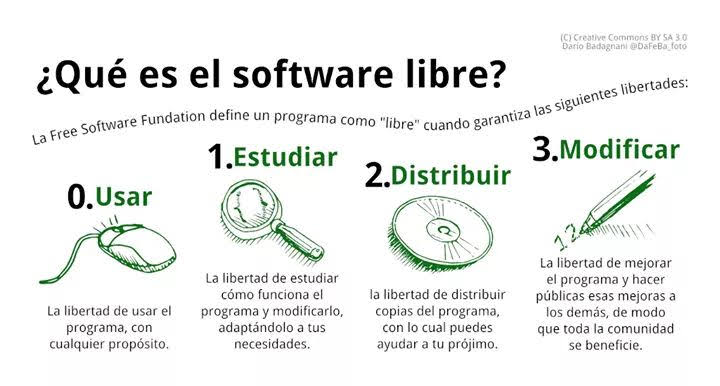 (C) Creative Commons BY SA 3.0
Dario Badagnani @DaFeBa_foto
¿Qué es el software libre?
La Free Software Fundation define un programa como "libre" cuando garantiza las siguientes libertades:
0.Usar
La libertad de usar el
programa, con
cualquier propósito.
1.Estudiar
La libertad de estudiar
cómo funciona el
programa y modificarlo,
adaptándolo a tus
necesidades.
2.Distribuir
la libertad de distribuir
copias del programa,
con lo cual puedes
ayudar a tu prójimo.
3.Modificar
1.2
La libertad de mejorar
el programa y hacer
públicas esas mejoras a
los demás, de modo
que toda la comunidad
se beneficie.